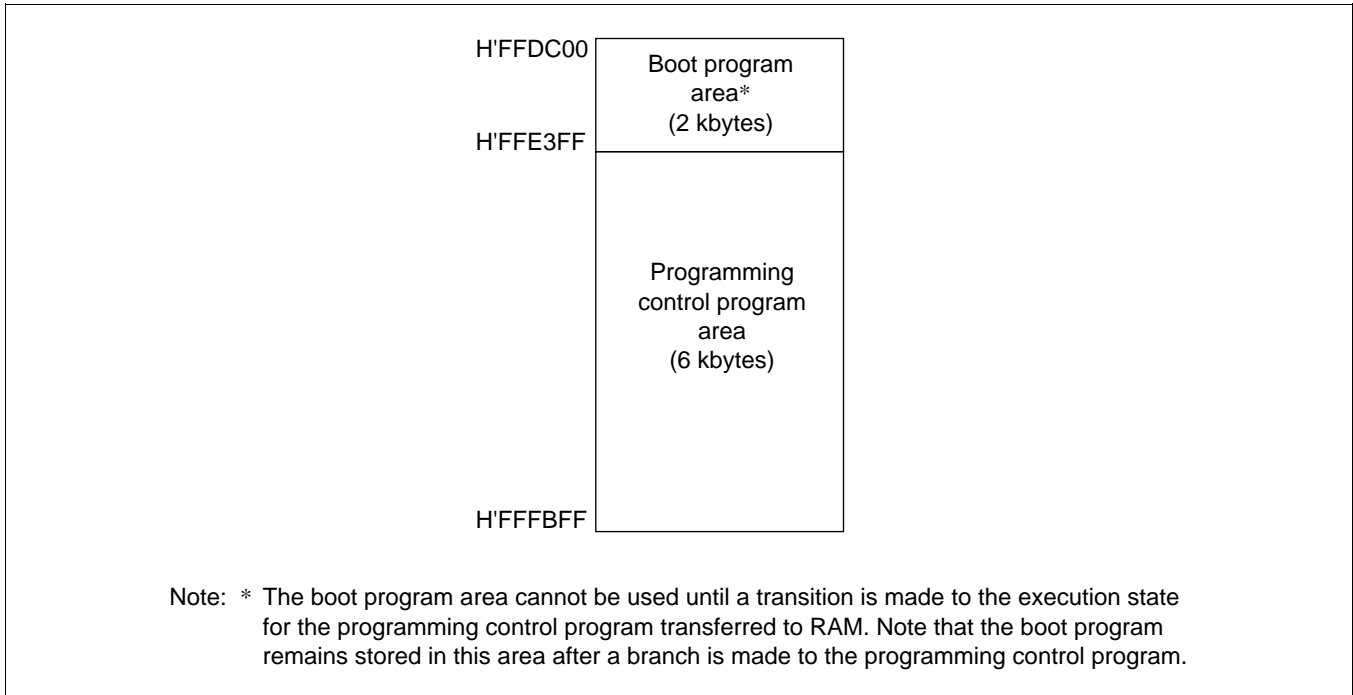 H'FFDC00
Boot program
area*
(2 kbytes)
H'FFE3FF
Programming
control program
area
(6 kbytes)
H'FFFBFF
Note: * The boot program area cannot be used until a transition is made to the execution state
for the programming control program transferred to RAM. Note that the boot program
remains stored in this area after a branch is made to the programming control program.